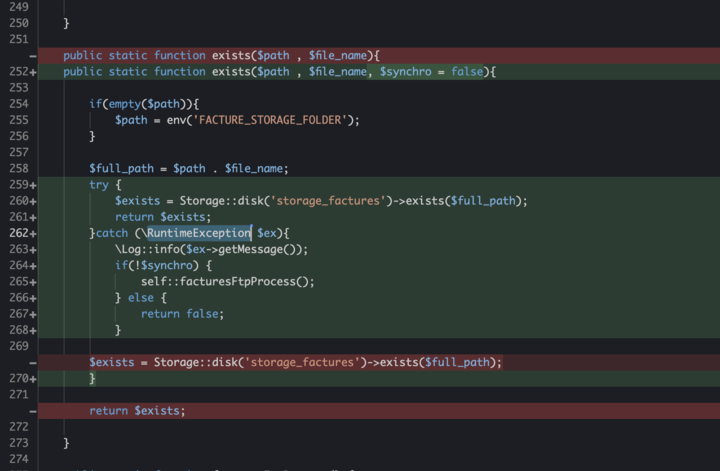 249
250 }
251
- public static function exists($path , $file_name){
252+ public static function exists($path , $file_name, $synchro = false){
253
254 if(empty($path)){
255 $path = env('FACTURE_STORAGE_FOLDER');
256 }
257
258 $full_path = $path . $file_name;
259+ try {
260+ $exists = Storage::disk('storage_factures')->exists($full_path);
261+ return $exists;
262+ }catch (\RuntimeException $ex){
263+ \Log::info($ex->getMessage());
264+ if(!$synchro) {
265+ self::facturesFtpProcess();
266+ } else {
267+ return false;
268+ }
269
- $exists = Storage::disk('storage_factures')->exists($full_path);
270+ }
271
- return $exists;
272
273 }
274